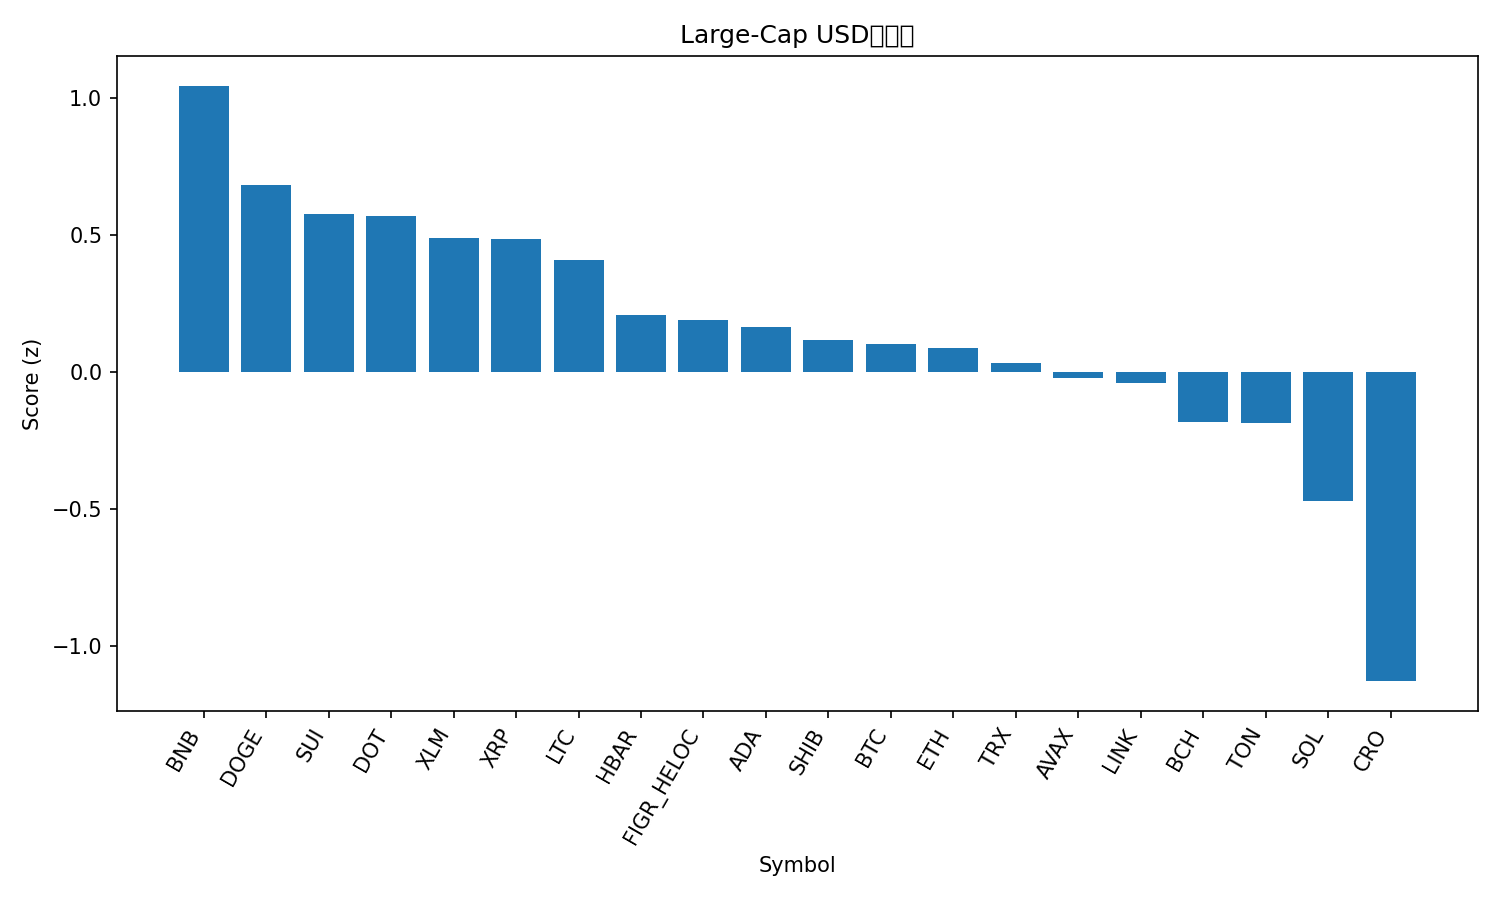 Large-Cap USD
1.0
0.5
0.0
−0.5
−1.0
Score (z)
BNB
DOGE
SUI
DOT
XLM
XRP
LTC
HBAR
FIGR_HELOC
ADA
SHIB
BTC
ETH
TRX
AVAX
LINK
BCH
TON
SOL
CRO
Symbol